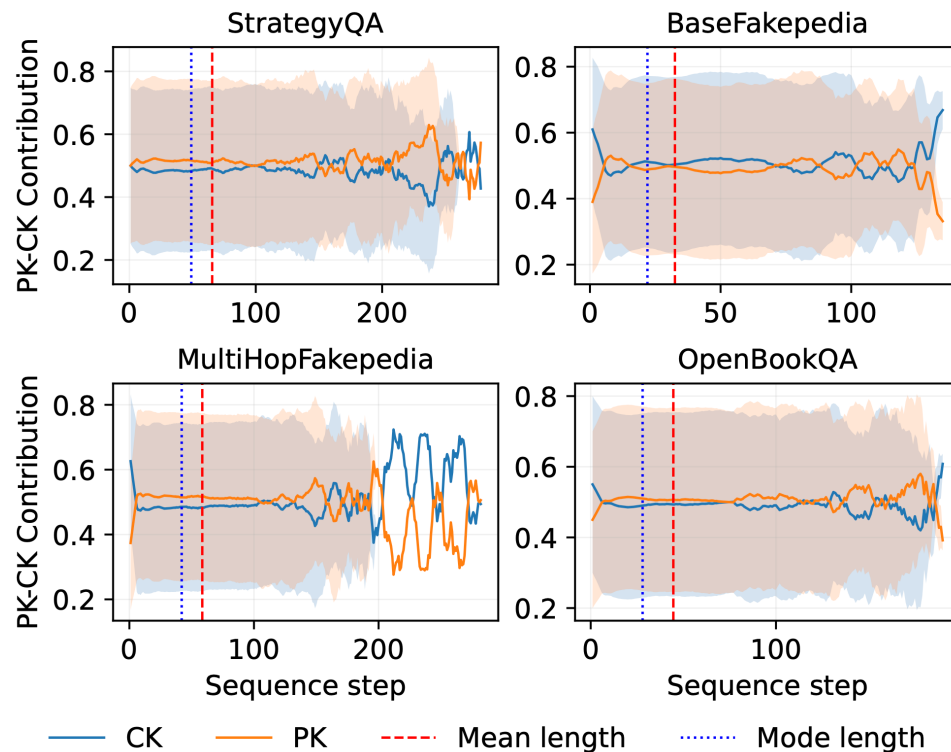 StrategyQA
BaseFakepedia
PK-CK Contribution
0.8
0.6
0.4
0.2
0 100 200
0.8
0.6
0.4
0.2
0 50 100
MultiHopFakepedia
OpenBookQA
PK-CK Contribution
0.8
0.6
0.4
0.2
0 100 200
Sequence step
0.8
0.6
0.4
0.2
0 100
Sequence step
CK PK Mean length Mode length